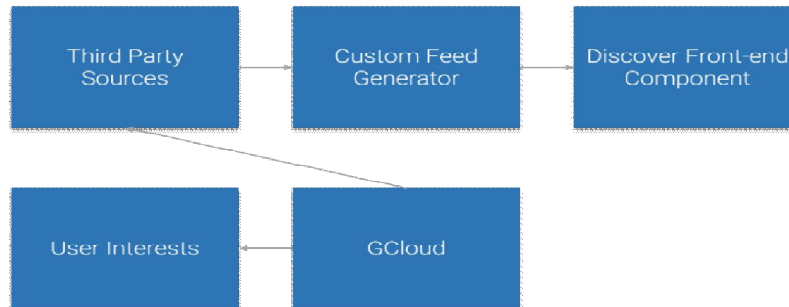 Third Party
Sources
Custom Feed
Generator
Discover Front-end
Component
User Interests
GCloud